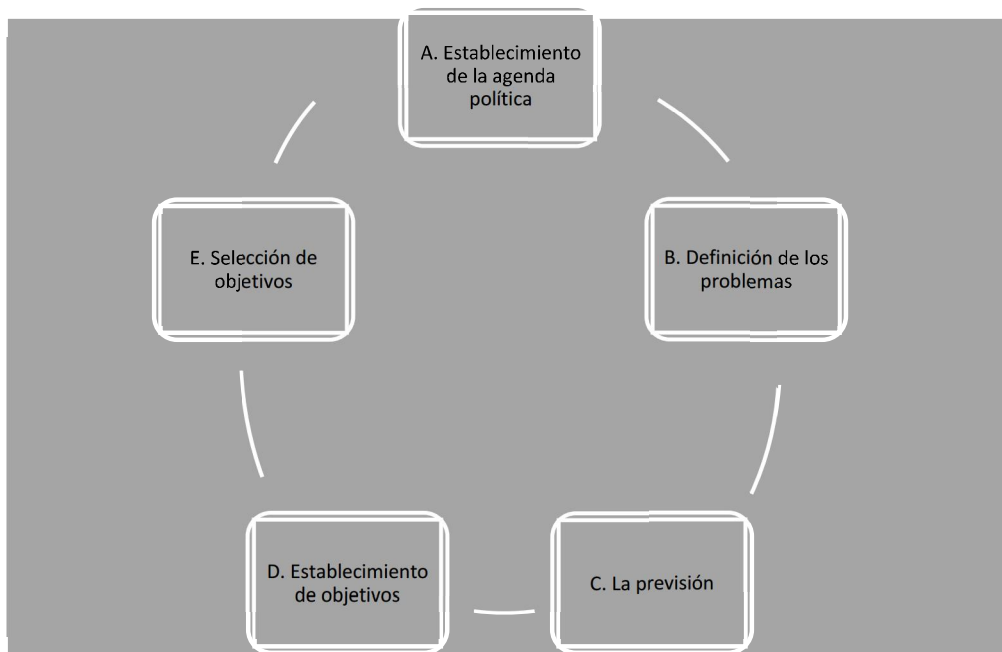 A. Establecimiento
de la agenda
política
B. Definición de los
problemas
C. La previsión
D. Establecimiento
de objetivos
E. Selección de
objetivos